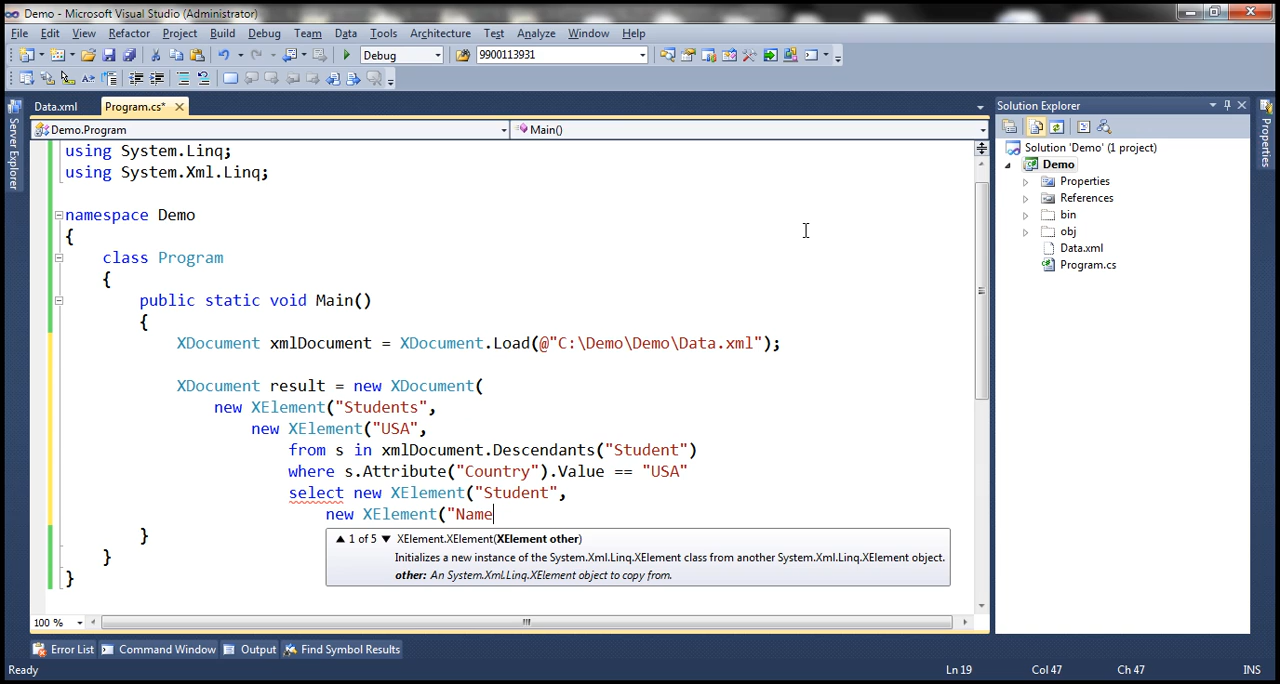 Demo - Microsoft Visual Studio (Administrator)
File Edit View Refactor Project Build Debug Team Data Tools Architecture Test Analyze Window Help
Debug 9900113931
Data.xml Program.cs*
Solution Explorer
Demo.Program Main()
Server Explorer
Properties
using System.Linq;
using System.Xml.Linq;
namespace Demo
{
class Program
{
public static void Main()
{
XDocument xmlDocument = XDocument.Load(@"C:\Demo\Demo\Data.xml");
XDocument result = new XDocument(
new XElement("Students",
new XElement("USA",
from s in xmlDocument.Descendants("Student")
where s.Attribute("Country").Value == "USA"
select new XElement("Student",
new XElement("Name
}
}
}
1 of 5 XElement.XElement(XElement other)
Initializes a new instance of the System.Xml.Linq.XElement class from another System.Xml.Linq.XElement object.
other: An System.Xml.Linq.XElement object to copy from.
Solution 'Demo' (1 project)
Demo
Properties
References
bin
obj
Data.xml
Program.cs
100 %
Error List Command Window Output Find Symbol Results
Ready Ln 19 Col 47 Ch 47 INS